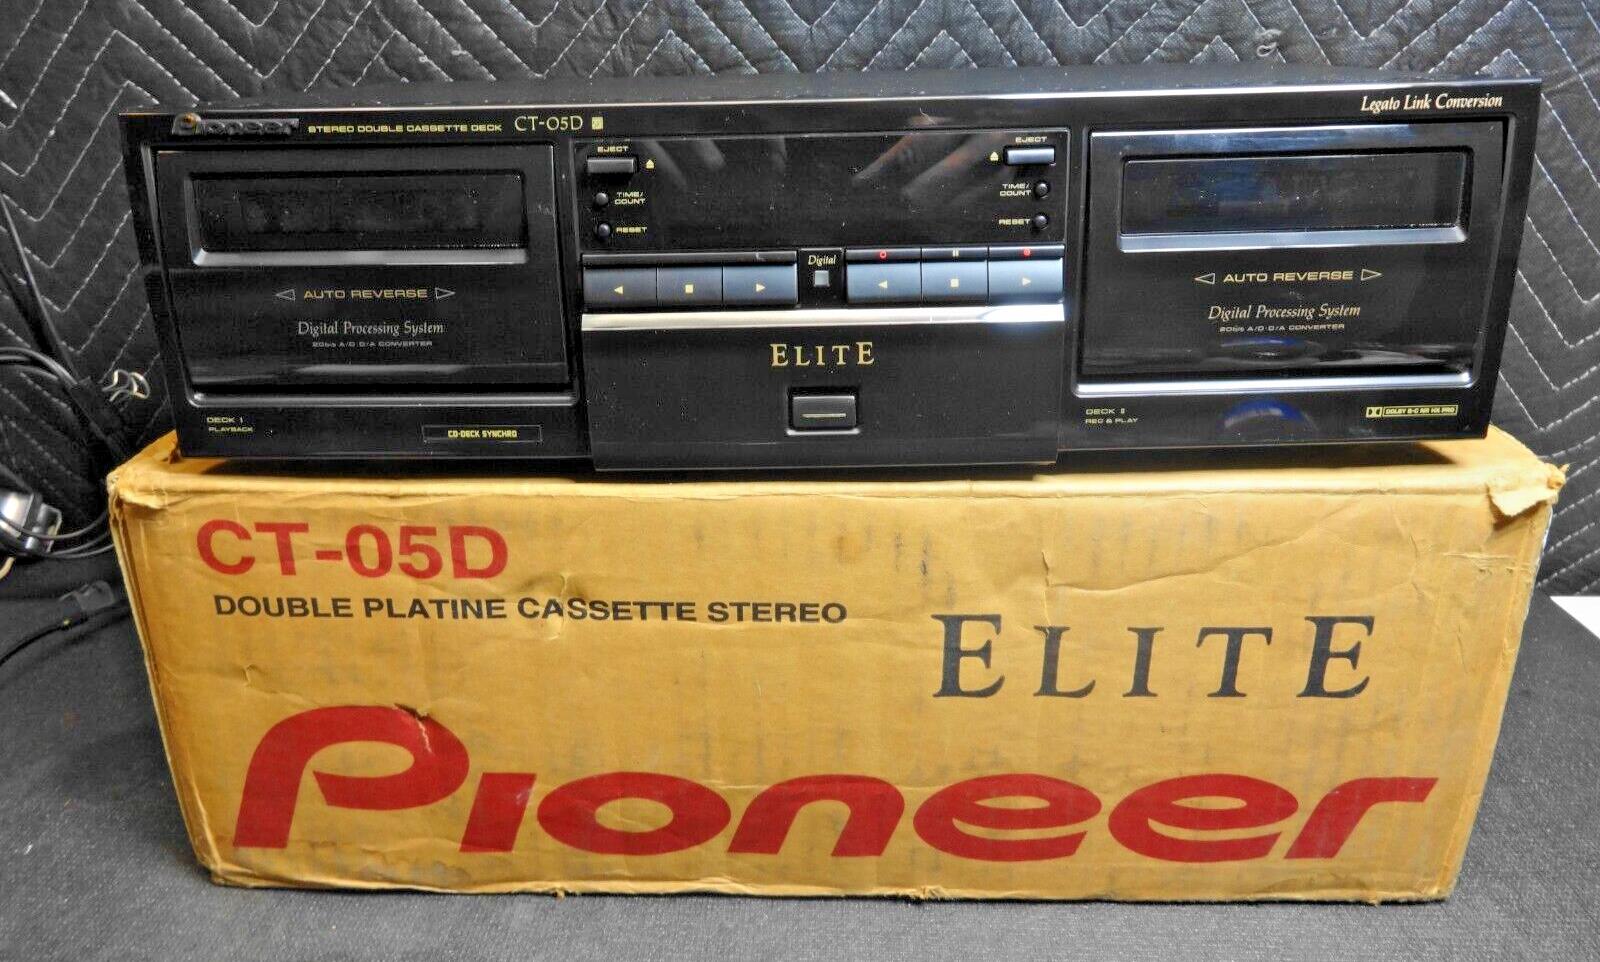 Pioneer STEREO DOUBLE CASSETTE DECK CT-05D
Legato Link Conversion
EJECT
TIME/
COUNT
RESET
EJECT
TIME/
COUNT
RESET
Digital
AUTO REVERSE
Digital Processing System
20bits A/D·D/A CONVERTER
ELITE
AUTO REVERSE
Digital Processing System
20bits A/D·D/A CONVERTER
DECK I
PLAYBACK
CD-DECK SYNCHRO
DECK II
REC & PLAY
DOLBY B-C NR HX PRO
CT-05D
DOUBLE PLATINE CASSETTE STEREO
ELITE
Pioneer